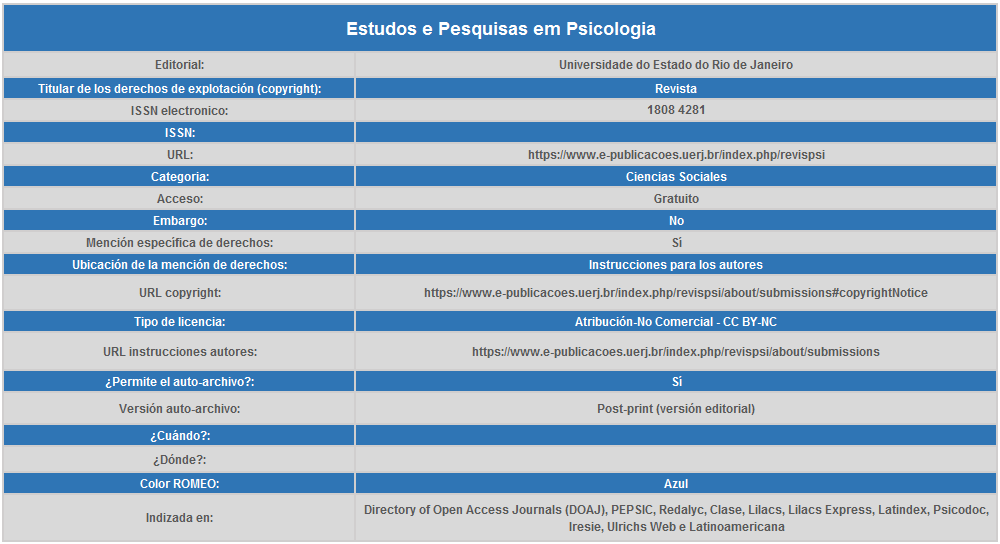 Estudos e Pesquisas em Psicologia
Editorial: Universidade do Estado do Rio de Janeiro
Titular de los derechos de explotación (copyright): Revista
ISSN electronico: 1808 4281
ISSN:
URL: https://www.e-publicacoes.uerj.br/index.php/revispsi
Categoria: Ciencias Sociales
Acceso: Gratuito
Embargo: No
Mención específica de derechos: Sí
Ubicación de la mención de derechos: Instrucciones para los autores
URL copyright: https://www.e-publicacoes.uerj.br/index.php/revispsi/about/submissions#copyrightNotice
Tipo de licencia: Atribución-No Comercial - CC BY-NC
URL instrucciones autores: https://www.e-publicacoes.uerj.br/index.php/revispsi/about/submissions
¿Permite el auto-archivo?: Sí
Versión auto-archivo: Post-print (versión editorial)
¿Cuándo?:
¿Dónde?:
Color ROMEO: Azul
Indizada en: Directory of Open Access Journals (DOAJ), PEPSIC, Redalyc, Clase, Lilacs, Lilacs Express, Latindex, Psicodoc,
Iresie, Ulrichs Web e Latinoamericana